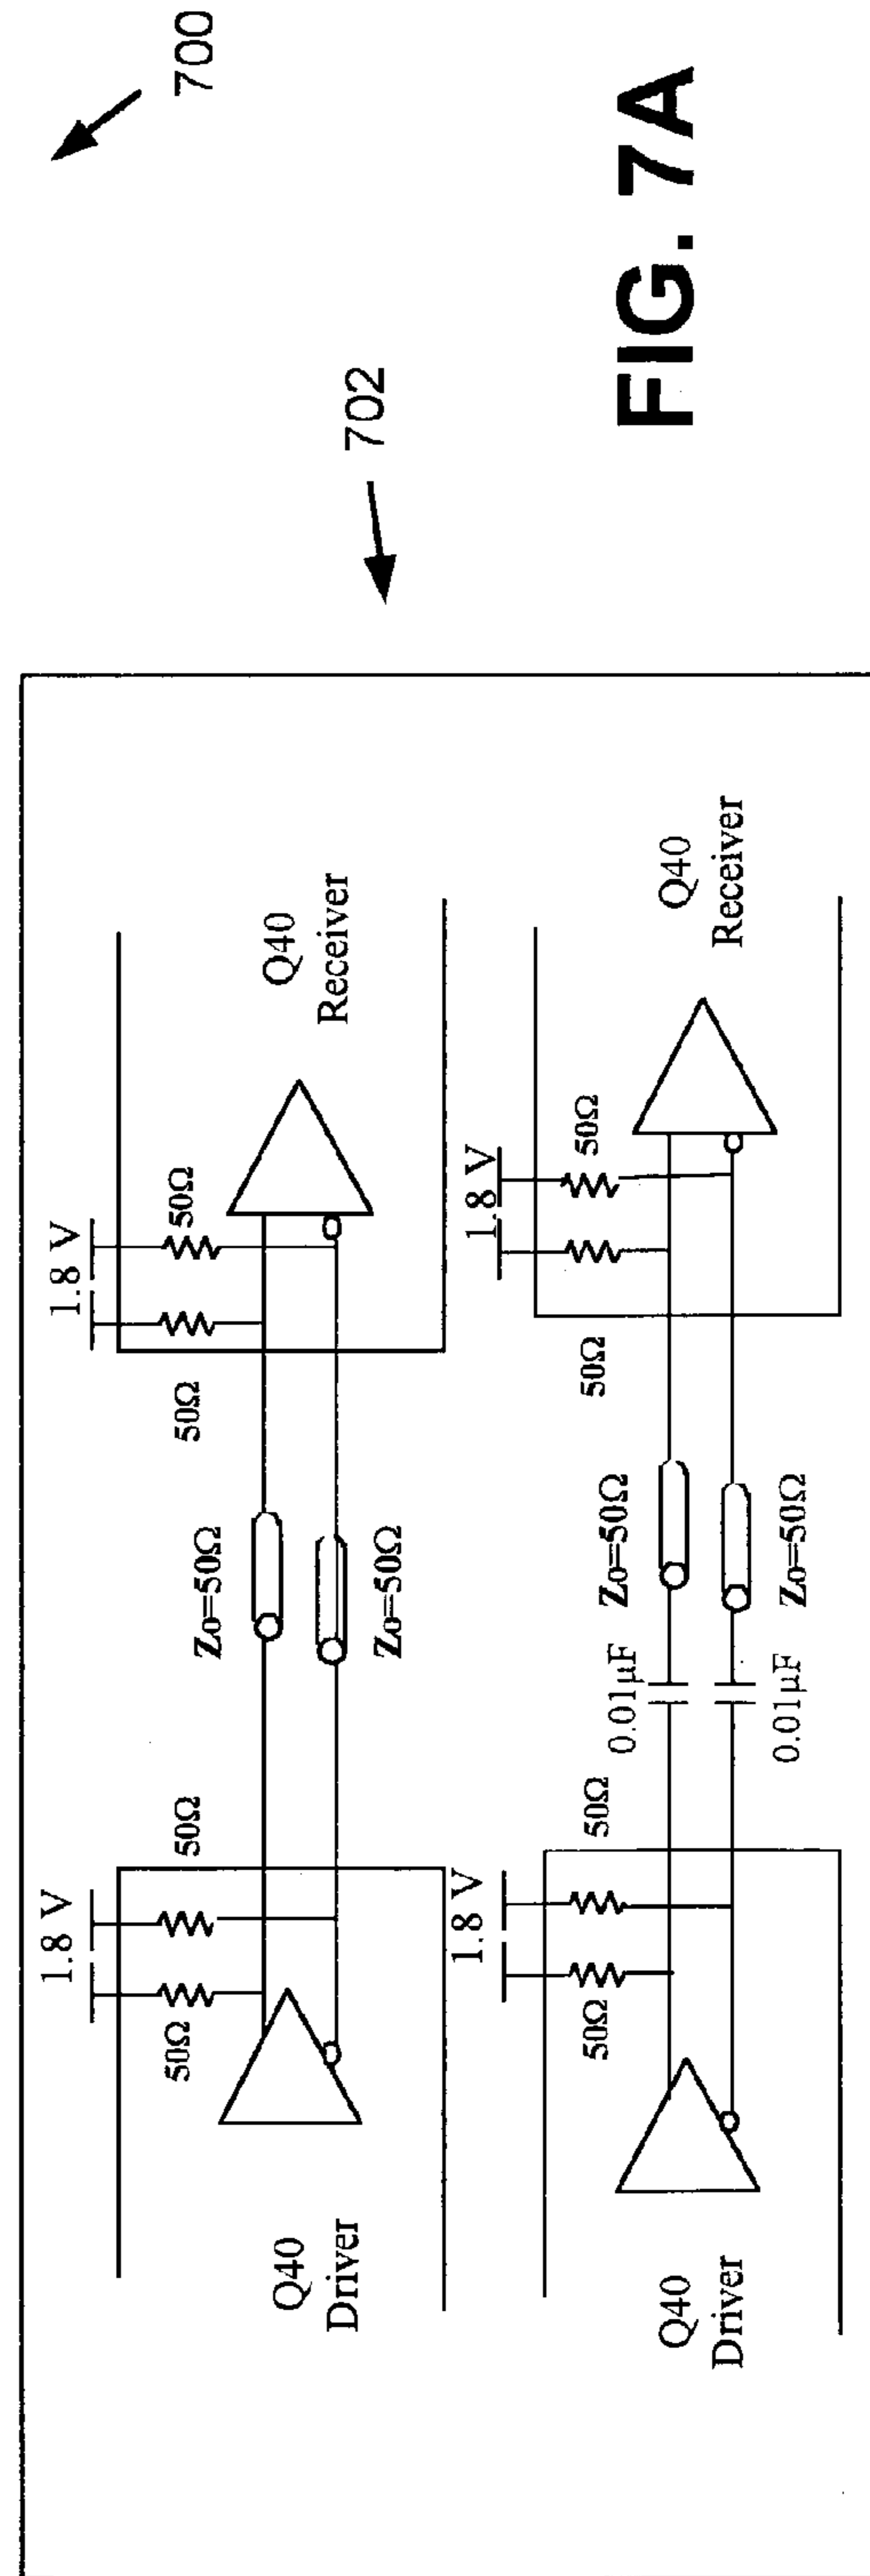 700
702
FIG. 7A
1.8 V
1.8 V
50Ω
50Ω
50Ω
50Ω
Zo=50Ω
Zo=50Ω
Q40
Driver
Q40
Receiver
1.8 V
1.8 V
50Ω
50Ω
50Ω
50Ω
0.01µF
0.01µF
Zo=50Ω
Zo=50Ω
Q40
Driver
Q40
Receiver